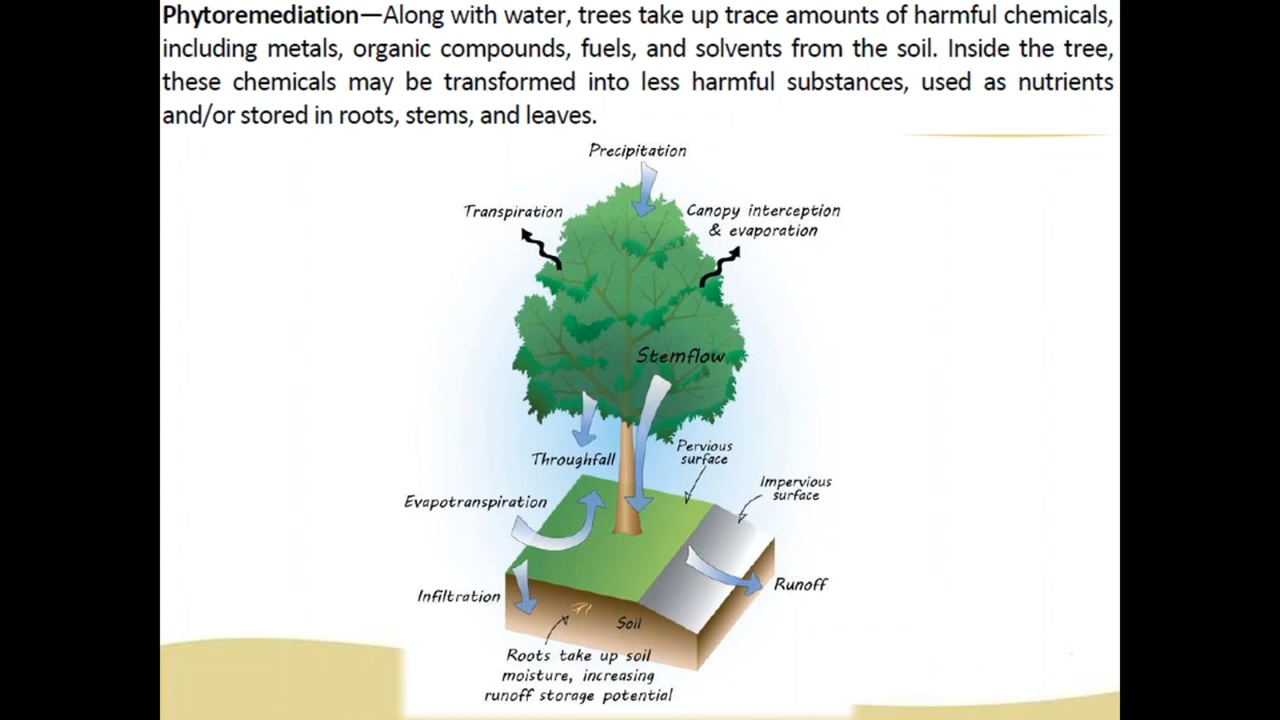 Phytoremediation—Along with water, trees take up trace amounts of harmful chemicals,
including metals, organic compounds, fuels, and solvents from the soil. Inside the tree,
these chemicals may be transformed into less harmful substances, used as nutrients
and/or stored in roots, stems, and leaves.
Precipitation
Transpiration
Canopy interception
& evaporation
Stemflow
Throughfall
Pervious
surface
Impervious
surface
Evapotranspiration
Infiltration
Runoff
Soil
Roots take up soil
moisture, increasing
runoff storage potential